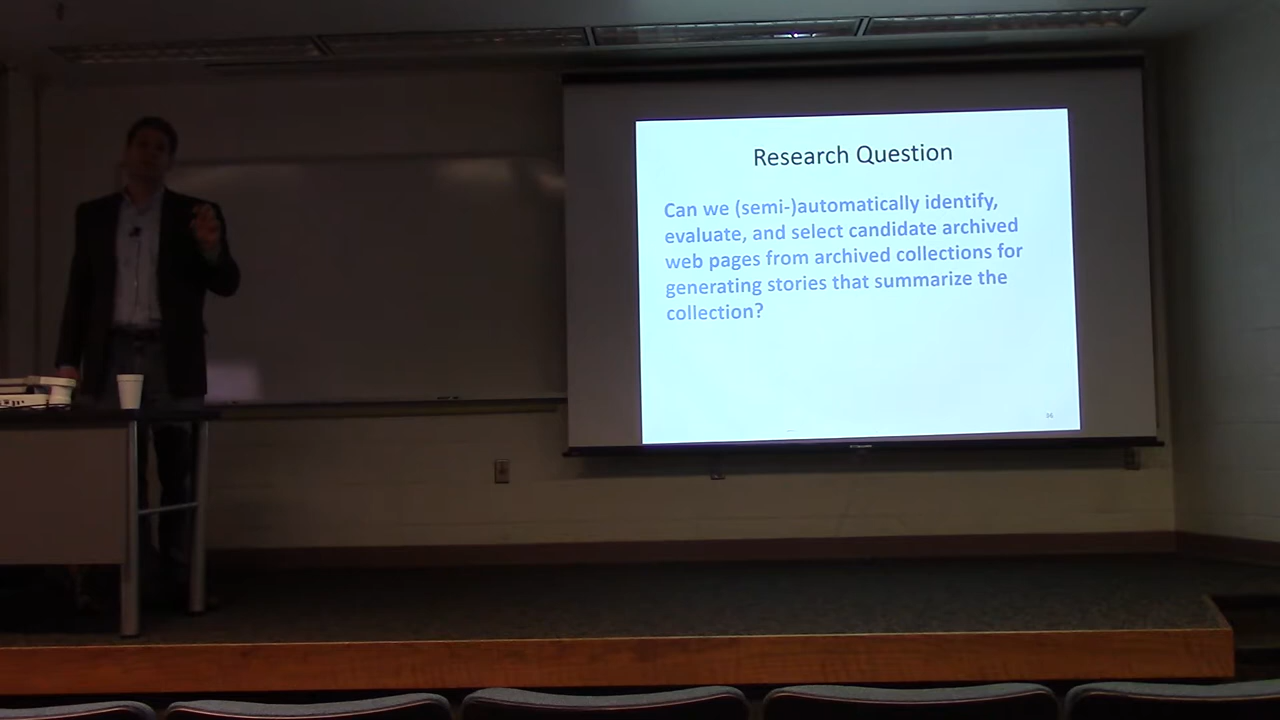 Research Question
Can we (semi-)automatically identify,
evaluate, and select candidate archived
web pages from archived collections for
generating stories that summarize the
collection?